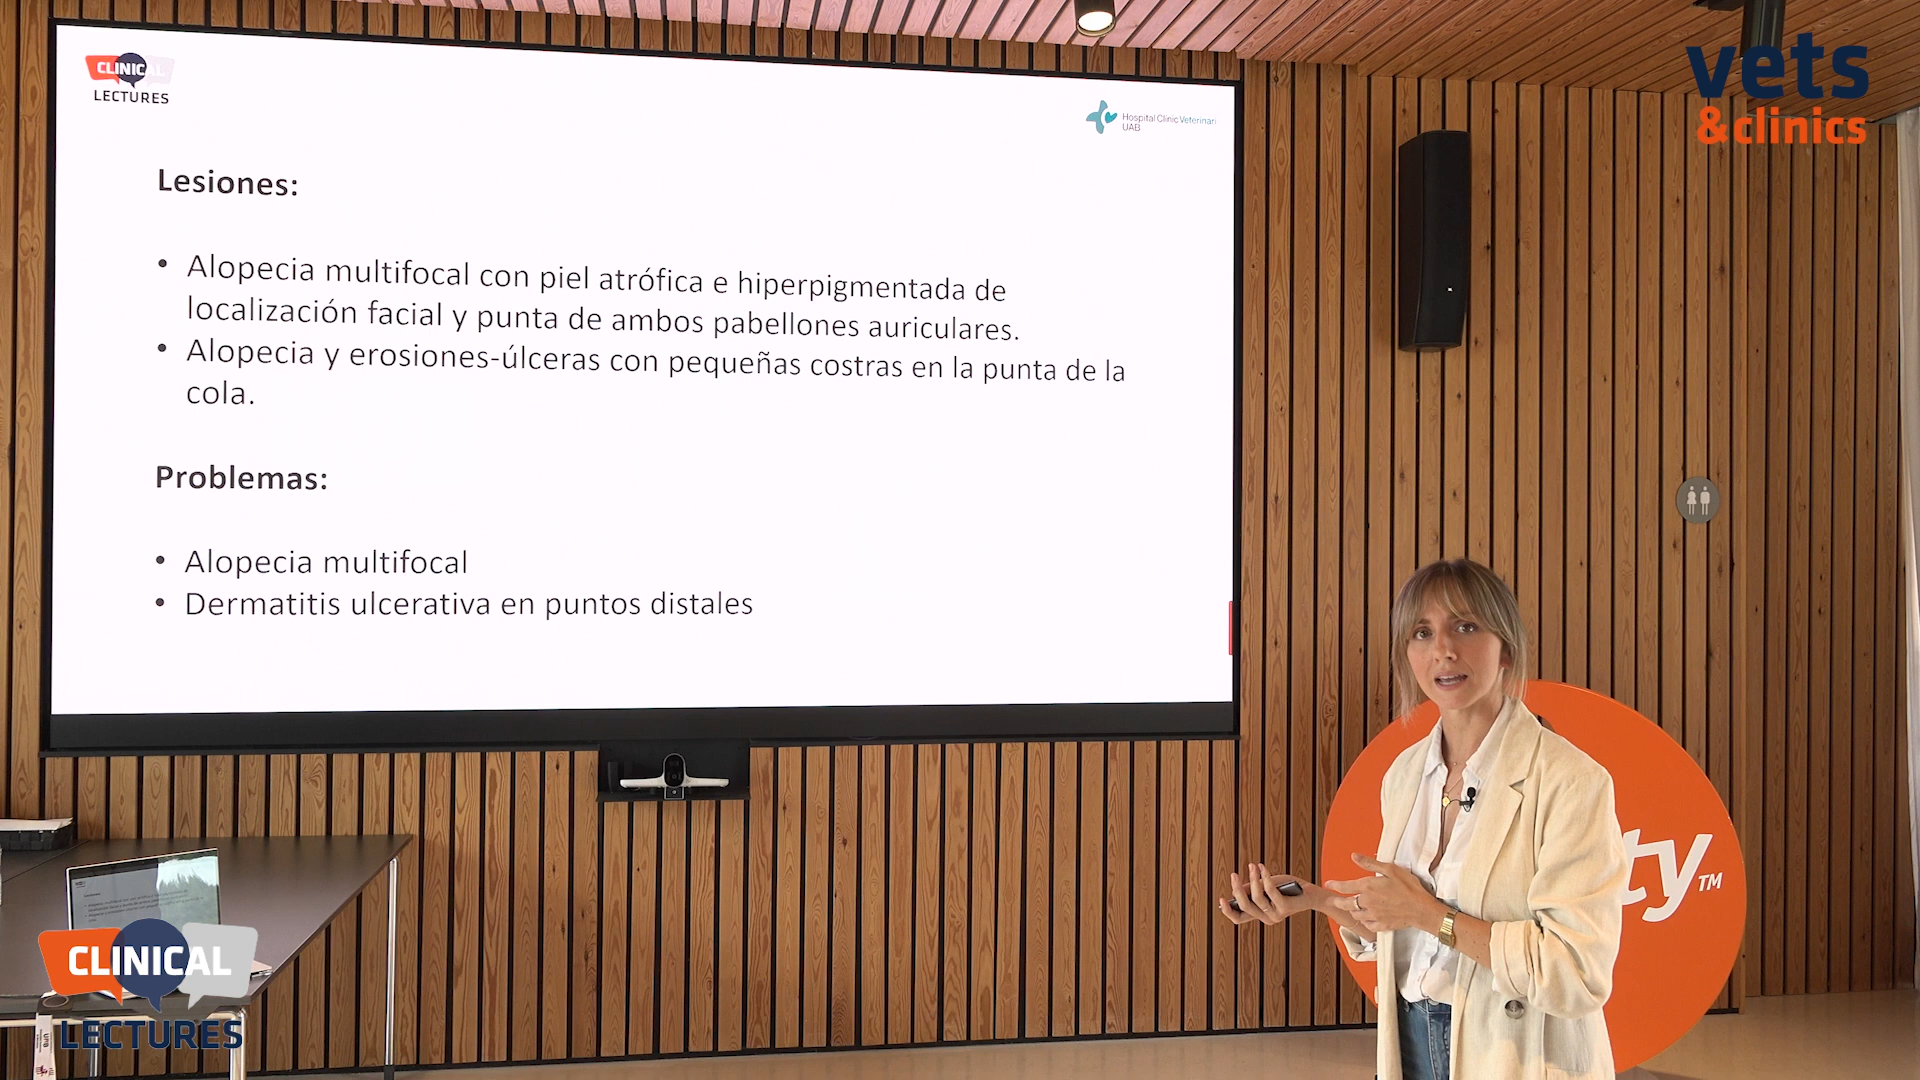 CLINICAL
LECTURES
Hospital Clínic Veterinari
UAB
vets
&clinics
Lesiones:
• Alopecia multifocal con piel atrófica e hiperpigmentada de
localización facial y punta de ambos pabellones auriculares.
• Alopecia y erosiones-úlceras con pequeñas costras en la punta de la
cola.
Problemas:
• Alopecia multifocal
• Dermatitis ulcerativa en puntos distales
ty™
CLINICAL
LECTURES